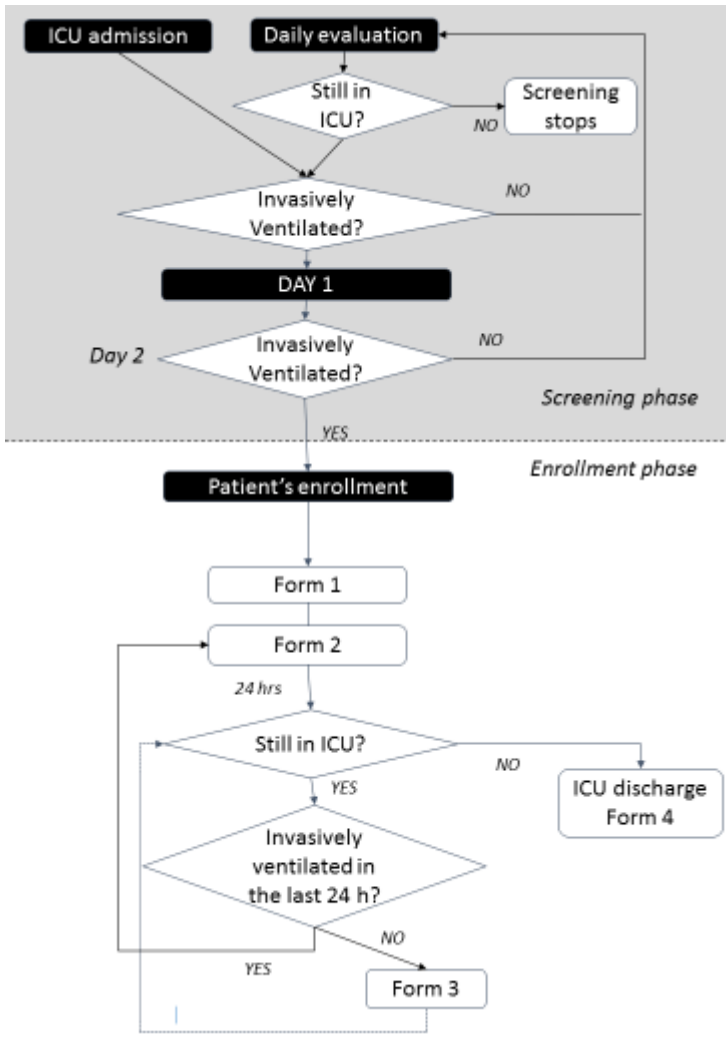 ICU admission
Daily evaluation
Still in
ICU?
NO
Screening
stops
Invasively
Ventilated?
NO
DAY 1
Day 2
Invasively
Ventilated?
NO
Screening phase
YES
Enrollment phase
Patient's enrollment
Form 1
Form 2
24 hrs
Still in ICU?
NO
YES
ICU discharge
Form 4
Invasively
ventilated in
the last 24 h?
NO
YES
Form 3